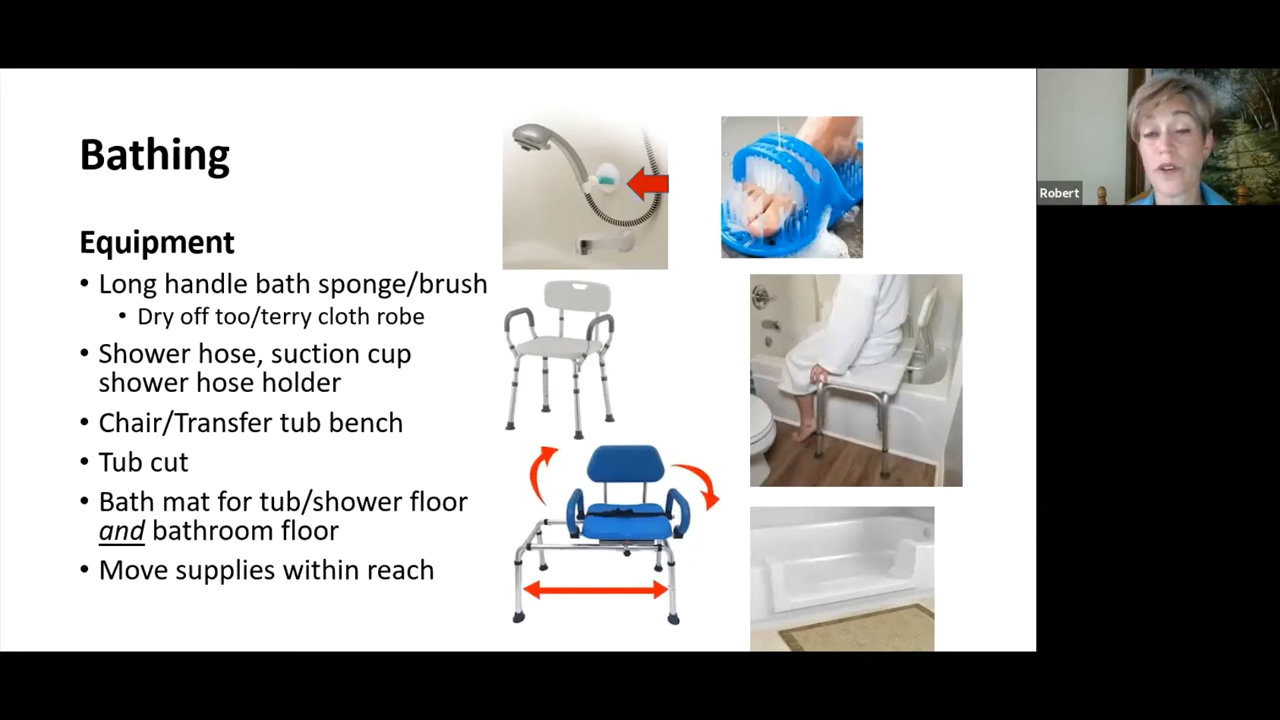 Bathing
Equipment
• Long handle bath sponge/brush
• Dry off too/terry cloth robe
• Shower hose, suction cup
shower hose holder
• Chair/Transfer tub bench
• Tub cut
• Bath mat for tub/shower floor
and bathroom floor
• Move supplies within reach
Robert